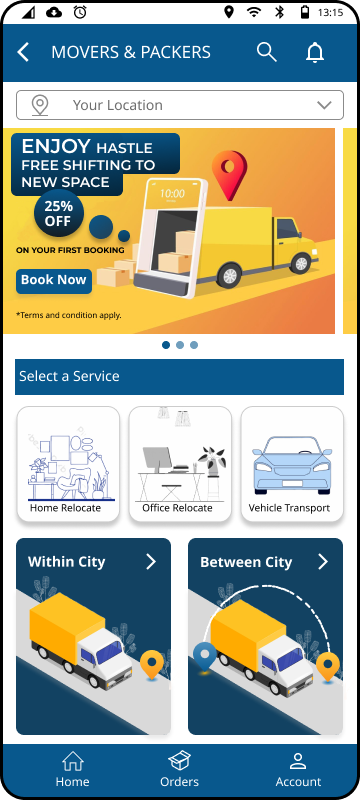 13:15
MOVERS & PACKERS
Your Location
ENJOY HASTLE
FREE SHIFTING TO
NEW SPACE
10:00
25%
OFF
ON YOUR FIRST BOOKING
Book Now
*Terms and condition apply.
Select a Service
Home Relocate
Office Relocate
Vehicle Transport
Within City
Between City
Home
Orders
Account